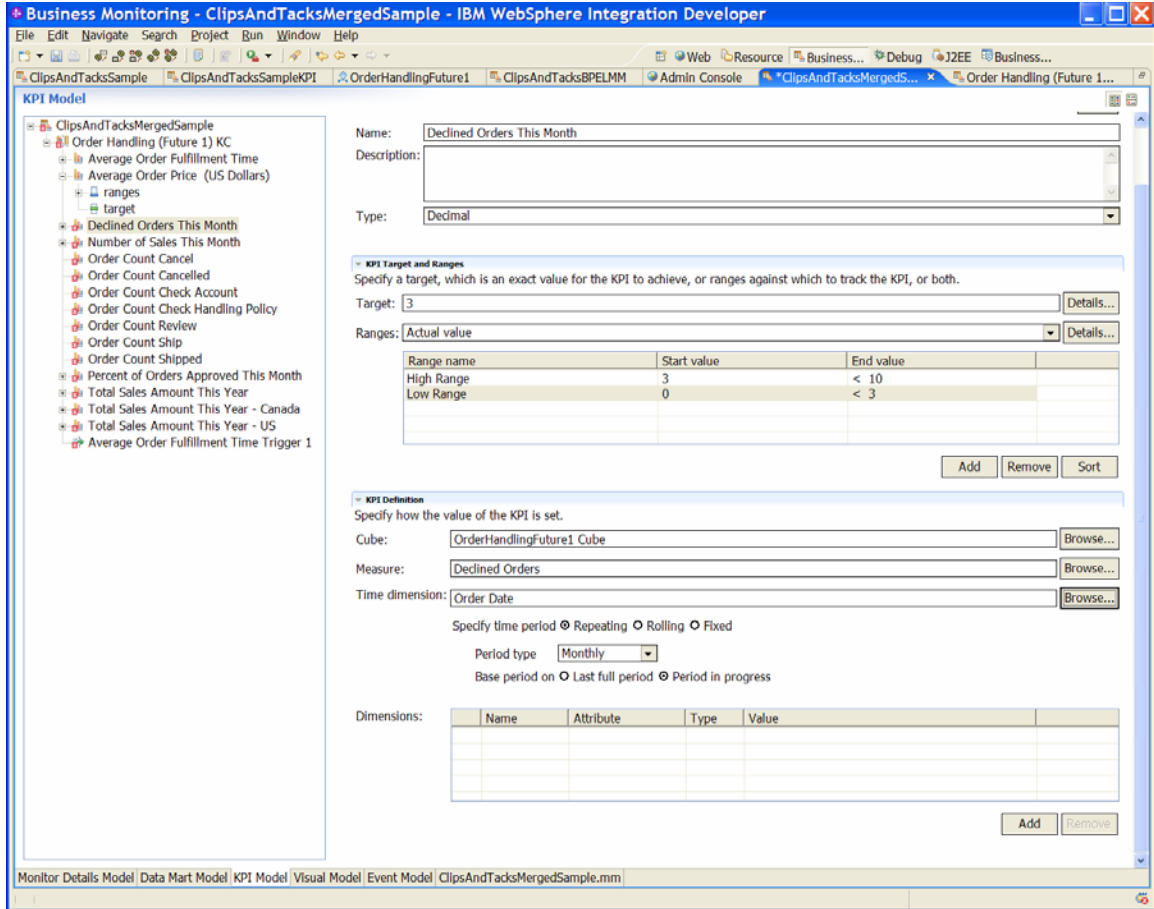 Business Monitoring - ClipsAndTacksMergedSample - IBM WebSphere Integration Developer
File Edit Navigate Search Project Run Window Help
Web Resource Business... Debug J2EE Business...
ClipsAndTacksSample ClipsAndTacksSampleKPI OrderHandlingFuture1 ClipsAndTacksBPELMM Admin Console *ClipsAndTacksMergedS... Order Handling (Future 1...
KPI Model
ClipsAndTacksMergedSample
Order Handling (Future 1) KC
Average Order Fulfillment Time
Average Order Price (US Dollars)
ranges
target
Declined Orders This Month
Number of Sales This Month
Order Count Cancel
Order Count Cancelled
Order Count Check Account
Order Count Check Handling Policy
Order Count Review
Order Count Ship
Order Count Shipped
Percent of Orders Approved This Month
Total Sales Amount This Year
Total Sales Amount This Year - Canada
Total Sales Amount This Year - US
Average Order Fulfillment Time Trigger 1
Name: Declined Orders This Month
Description:
Type: Decimal
KPI Target and Ranges
Specify a target, which is an exact value for the KPI to achieve, or ranges against which to track the KPI, or both.
Target: 3 Details...
Ranges: Actual value Details...
Range name Start value End value
High Range 3 < 10
Low Range 0 < 3
Add Remove Sort
KPI Definition
Specify how the value of the KPI is set.
Cube: OrderHandlingFuture1 Cube Browse...
Measure: Declined Orders Browse...
Time dimension: Order Date Browse...
Specify time period Repeating Rolling Fixed
Period type Monthly
Base period on Last full period Period in progress
Dimensions: Name Attribute Type Value
Add Remove
Monitor Details Model Data Mart Model KPI Model Visual Model Event Model ClipsAndTacksMergedSample.mm